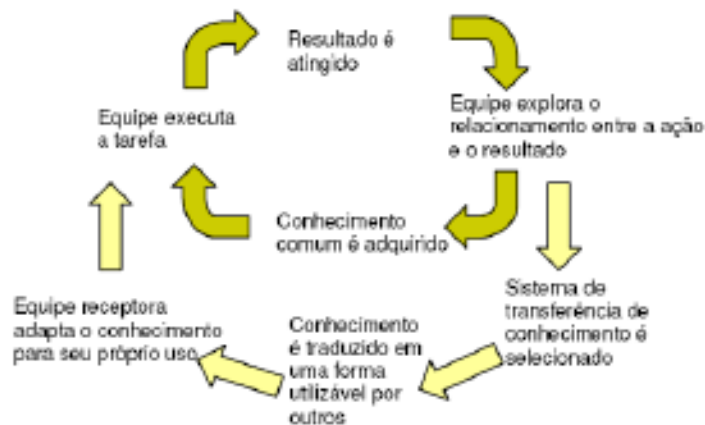 Resultado é
atingido
Equipe explora o
relacionamento entre a ação
e o resultado
Equipe executa
a tarefa
Conhecimento
comum é adquirido
Sistema de
transferência de
conhecimento é
selecionado
Conhecimento
é traduzido em
uma forma
utilizável por
outros
Equipe receptora
adapta o conhecimento
para seu próprio uso